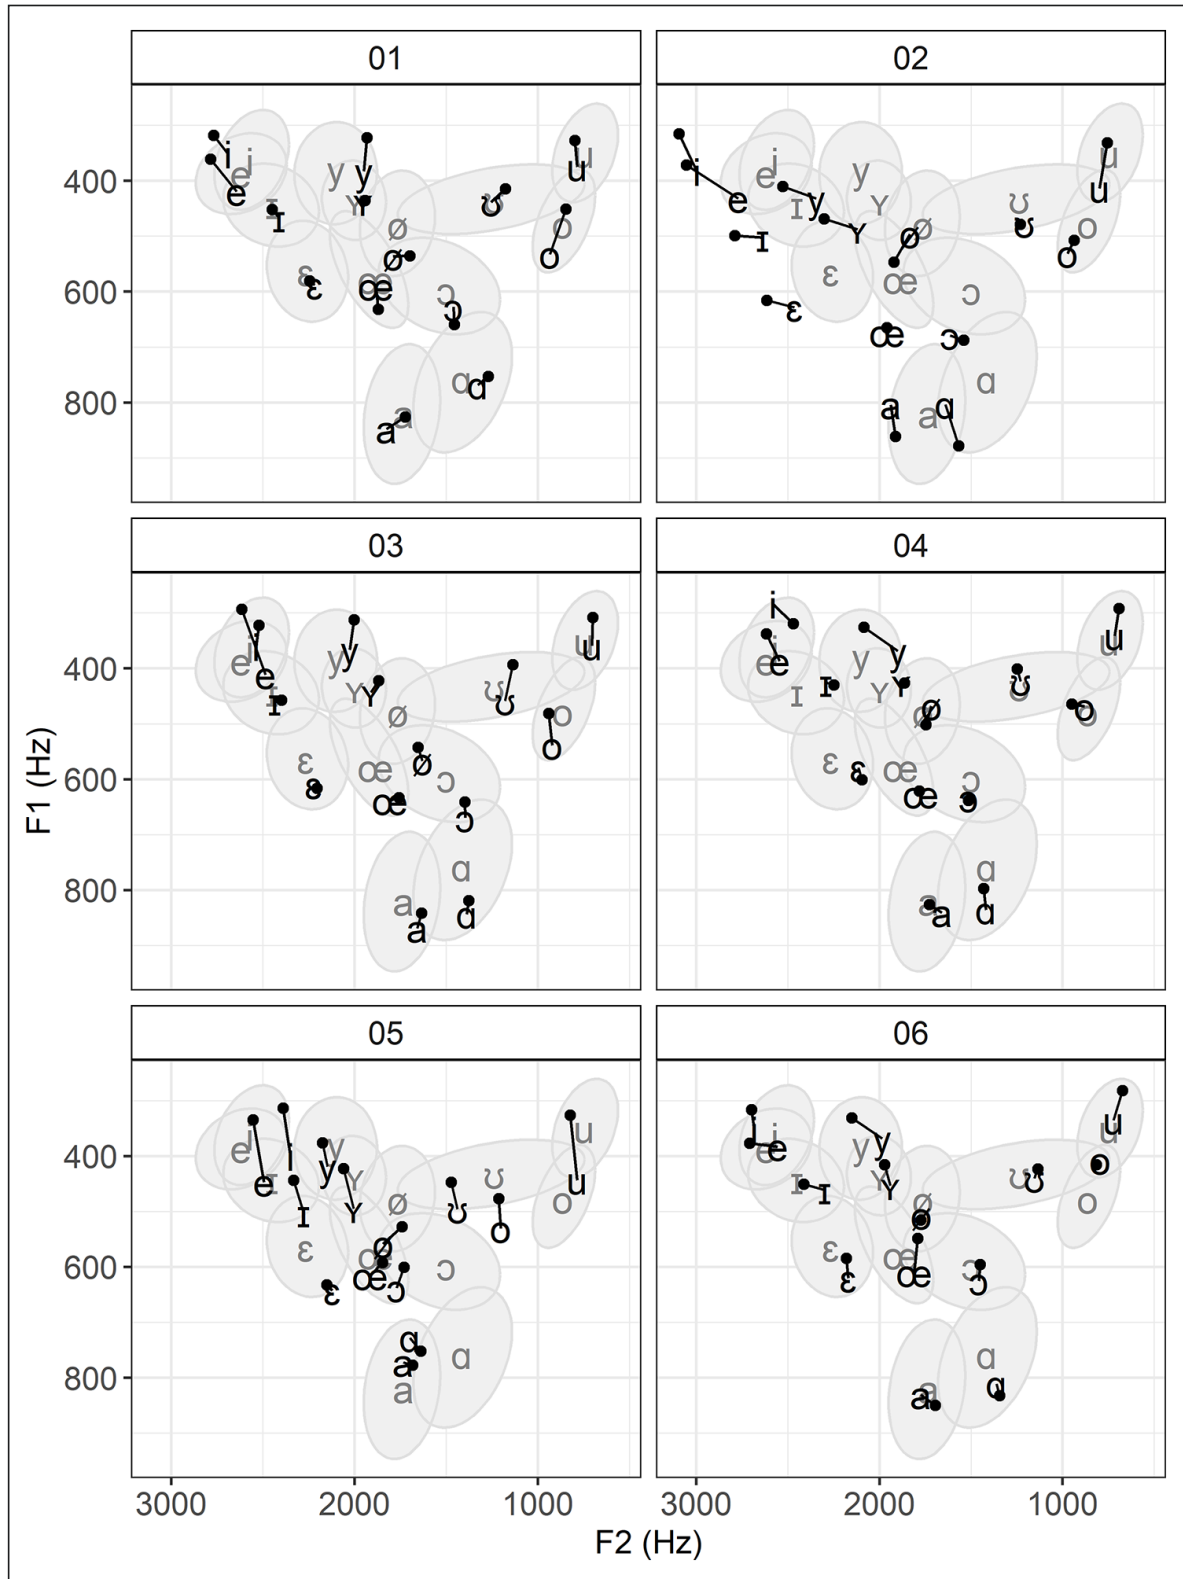 01
02
i i
e e
y y
ʏ ʏ
ɪ ɪ
ʊ ʊ
u u
o o
ø ø
ɛ ɛ
œ œ
ɔ ɔ
ɑ ɑ
a a
400
600
800
i i
e e
y y
ʏ ʏ
ɪ ɪ
ʊ ʊ
u u
o o
ø ø
ɛ ɛ
œ œ
ɔ ɔ
ɑ ɑ
a a
03
04
F1 (Hz)
400
600
800
i i
e e
y y
ʏ ʏ
ɪ ɪ
ʊ ʊ
u u
o o
ø ø
ɛ ɛ
œ œ
ɔ ɔ
ɑ ɑ
a a
i i
e e
y y
ʏ ʏ
ɪ ɪ
ʊ ʊ
u u
o o
ø ø
ɛ ɛ
œ œ
ɔ ɔ
ɑ ɑ
a a
05
06
400
600
800
i i
e e
y y
ʏ ʏ
ɪ ɪ
ʊ ʊ
u u
o o
ø ø
ɛ ɛ
œ œ
ɔ ɔ
ɑ ɑ
a a
i i
e e
y y
ʏ ʏ
ɪ ɪ
ʊ ʊ
u u
o o
ø ø
ɛ ɛ
œ œ
ɔ ɔ
ɑ ɑ
a a
3000 2000 1000
3000 2000 1000
F2 (Hz)